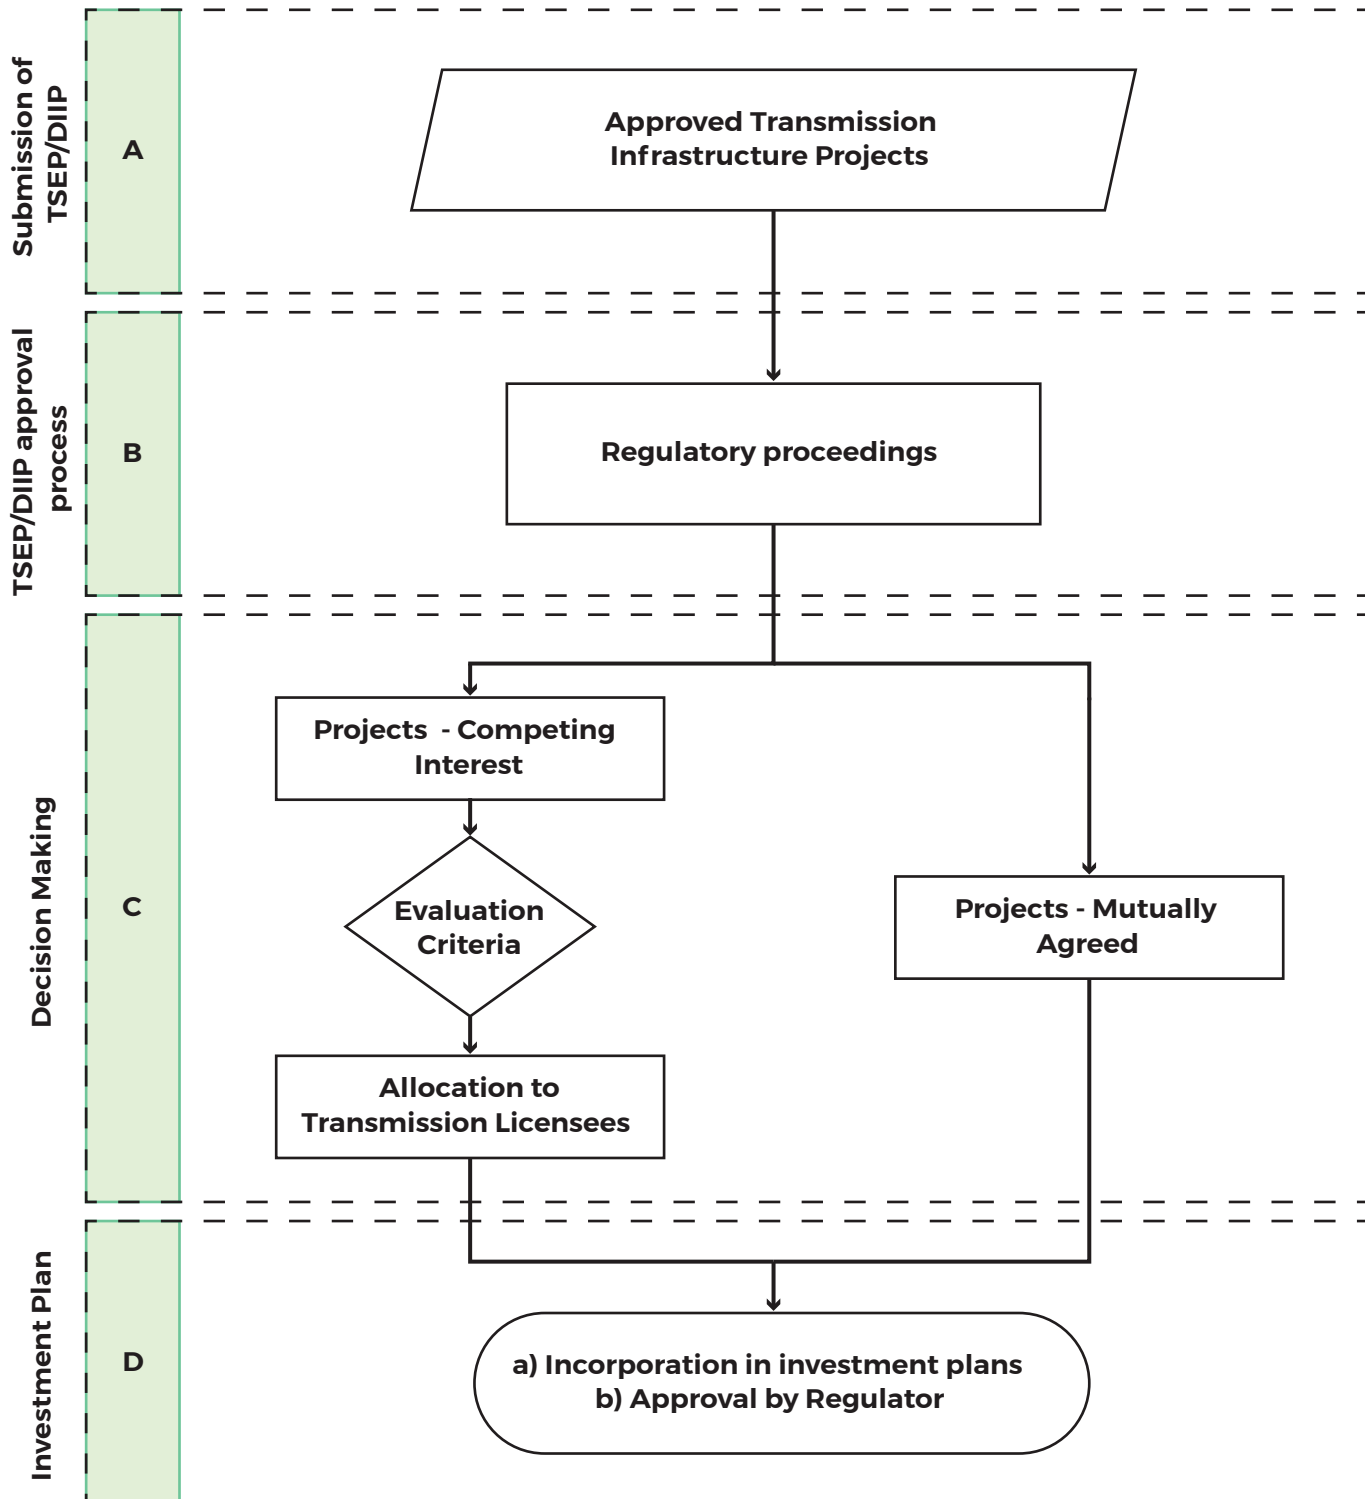 Submission of
TSEP/DIIP
A
Approved Transmission
Infrastructure Projects
TSEP/DIIP approval
process
B
Regulatory proceedings
Decision Making
C
Projects - Competing
Interest
Evaluation
Criteria
Projects - Mutually
Agreed
Allocation to
Transmission Licensees
Investment Plan
D
a) Incorporation in investment plans
b) Approval by Regulator